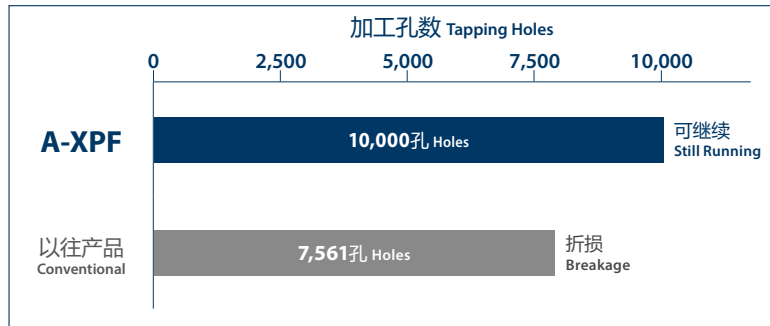 加工孔数 Tapping Holes
0 2,500 5,000 7,500 10,000
A-XPF
10,000孔 Holes
可继续
Still Running
以往产品
Conventional
7,561孔 Holes
折损
Breakage